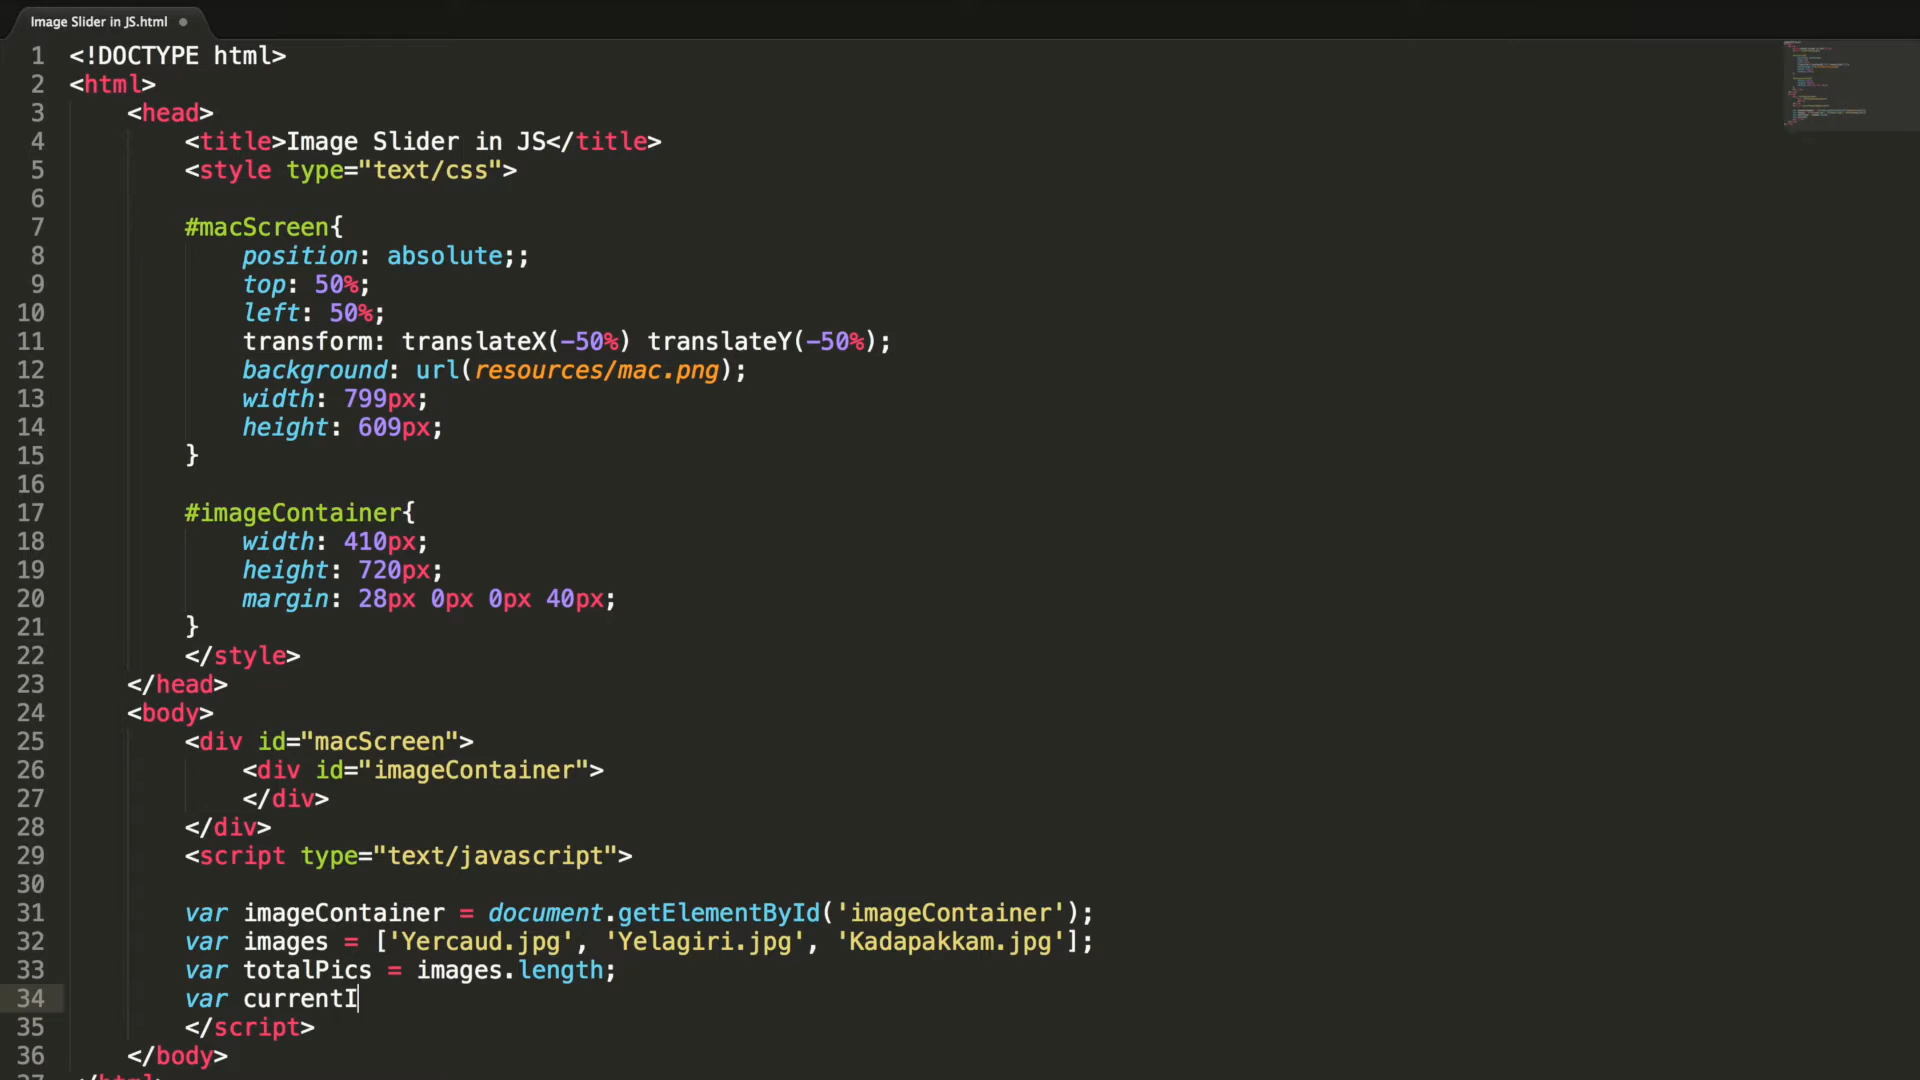 Image Slider in JS.html
1 <!DOCTYPE html>
2 <html>
3 <head>
4 <title>Image Slider in JS</title>
5 <style type="text/css">
6
7 #macScreen{
8 position: absolute;;
9 top: 50%;
10 left: 50%;
11 transform: translateX(-50%) translateY(-50%);
12 background: url(resources/mac.png);
13 width: 799px;
14 height: 609px;
15 }
16
17 #imageContainer{
18 width: 410px;
19 height: 720px;
20 margin: 28px 0px 0px 40px;
21 }
22 </style>
23 </head>
24 <body>
25 <div id="macScreen">
26 <div id="imageContainer">
27 </div>
28 </div>
29 <script type="text/javascript">
30
31 var imageContainer = document.getElementById('imageContainer');
32 var images = ['Yercaud.jpg', 'Yelagiri.jpg', 'Kadapakkam.jpg'];
33 var totalPics = images.length;
34 var currentI
35 </script>
36 </body>
37 </html>